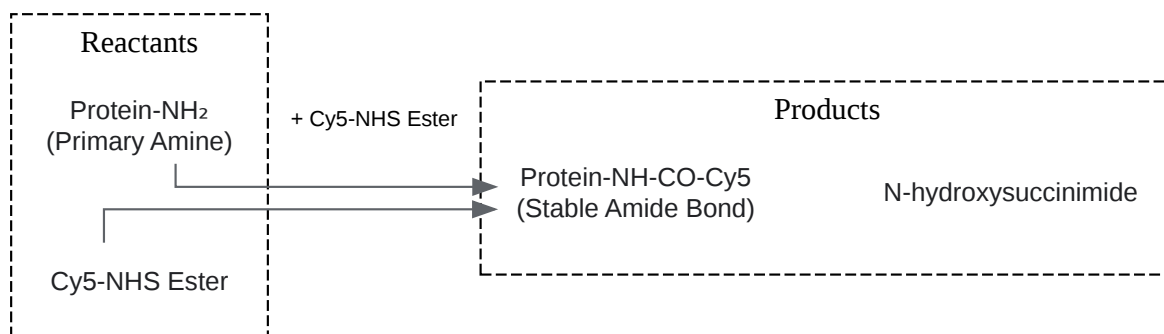 Reactants
Protein-NH₂
(Primary Amine)
+ Cy5-NHS Ester
Cy5-NHS Ester
Products
Protein-NH-CO-Cy5
(Stable Amide Bond)
N-hydroxysuccinimide